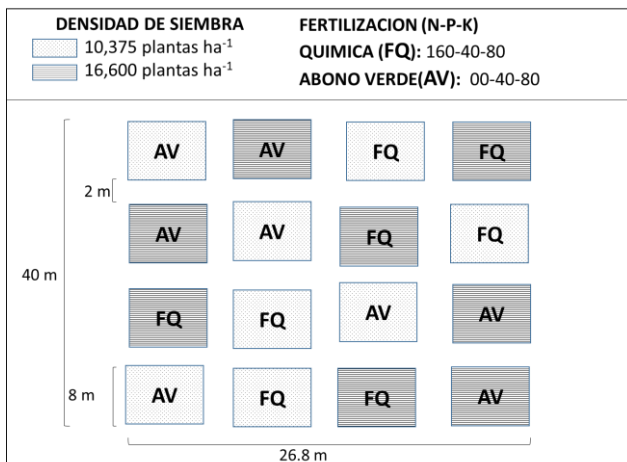 DENSIDAD DE SIEMBRA
10,375 plantas ha-1
16,600 plantas ha-1
FERTILIZACION (N-P-K)
QUIMICA (FQ): 160-40-80
ABONO VERDE(AV): 00-40-80
AV AV FQ FQ
2 m
AV AV FQ FQ
40 m
FQ FQ AV AV
8 m
AV FQ FQ AV
26.8 m